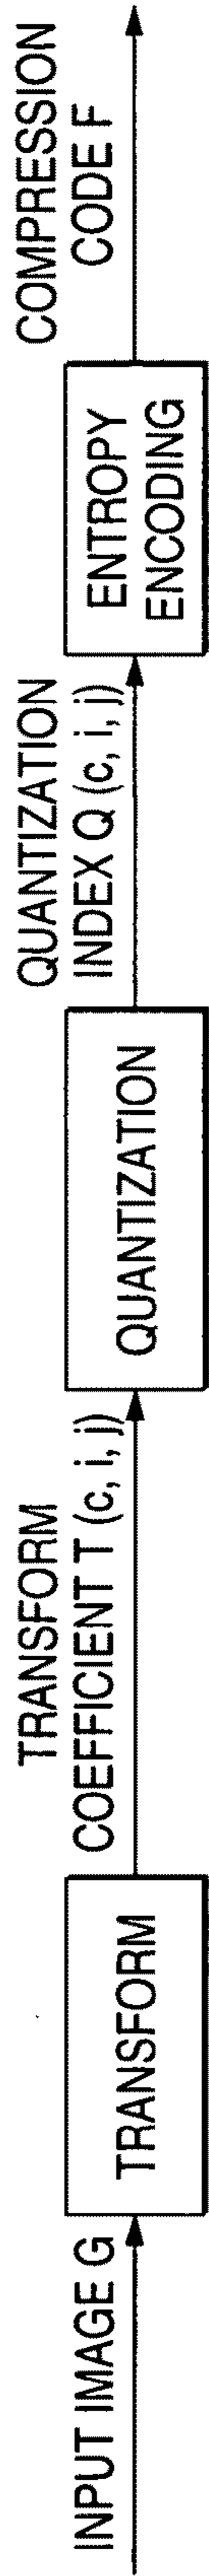 INPUT IMAGE G
TRANSFORM
TRANSFORM
COEFFICIENT T (c, i, j)
QUANTIZATION
QUANTIZATION
INDEX Q (c, i, j)
ENTROPY
ENCODING
COMPRESSION
CODE F